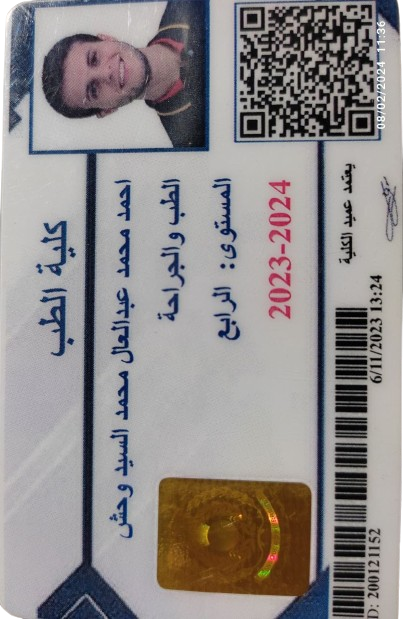 كلية الطب
احمد محمد عبدالعال محمد السيد وحش
الطب والجراحة
المستوى: الرابع
2023-2024
يعتمد عميد الكلية
6/11/2023 13:24
D: 200121152
08/02/2024 11:36